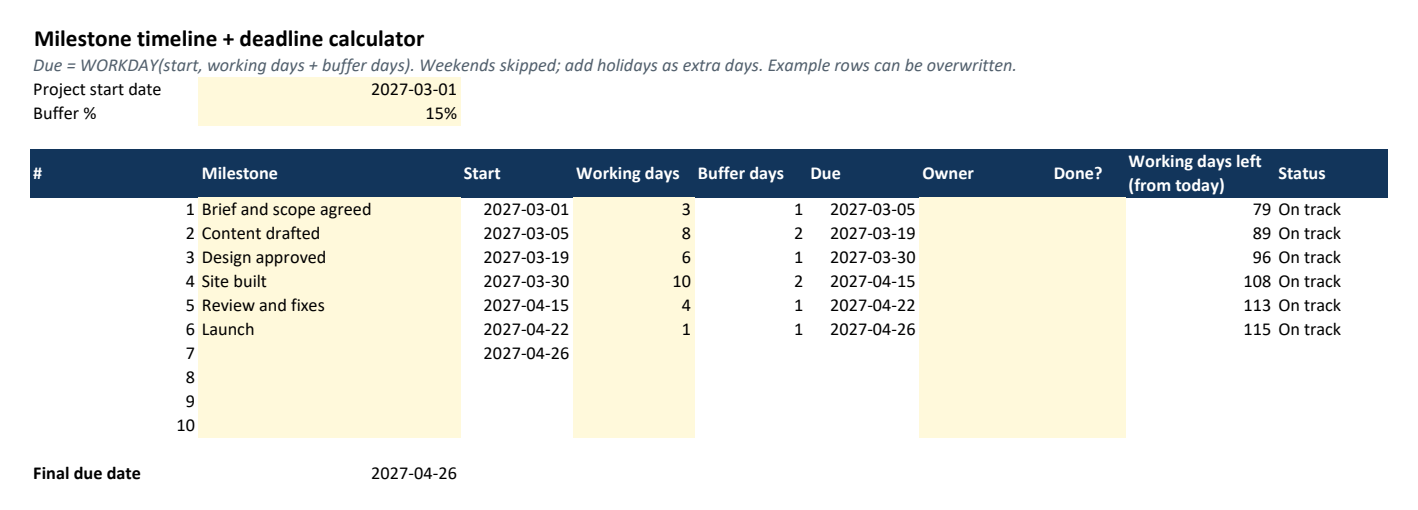 Milestone timeline + deadline calculator
Due = WORKDAY(start, working days + buffer days). Weekends skipped; add holidays as extra days. Example rows can be overwritten.
Project start date 2027-03-01
Buffer % 15%
# Milestone Start Working days Buffer days Due Owner Done? Working days left (from today) Status
1 Brief and scope agreed 2027-03-01 3 1 2027-03-05 79 On track
2 Content drafted 2027-03-05 8 2 2027-03-19 89 On track
3 Design approved 2027-03-19 6 1 2027-03-30 96 On track
4 Site built 2027-03-30 10 2 2027-04-15 108 On track
5 Review and fixes 2027-04-15 4 1 2027-04-22 113 On track
6 Launch 2027-04-22 1 1 2027-04-26 115 On track
7 2027-04-26
8
9
10
Final due date 2027-04-26